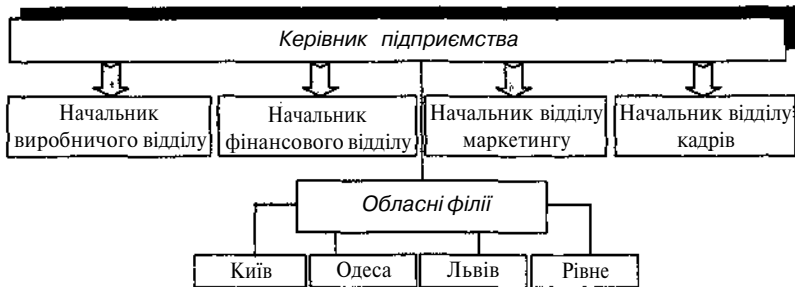 Керівник підприємства
Начальник
виробничого відділу
Начальник
фінансового відділу
Начальник відділу
маркетингу
Начальник відділу
кадрів
Обласні філії
Київ
Одеса
Львів
Рівне